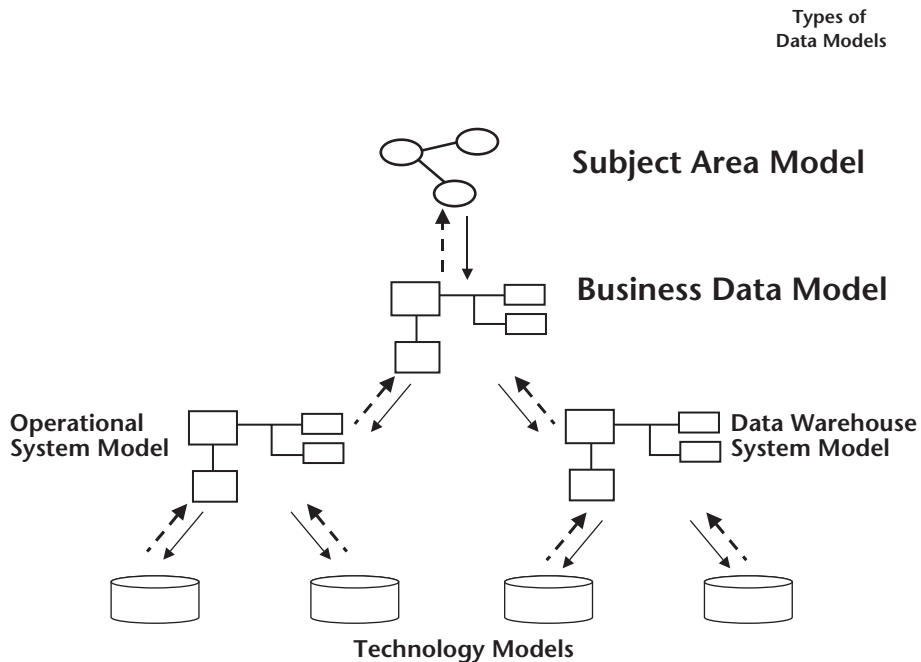 Types of
Data Models
Subject Area Model
Business Data Model
Operational
System Model
Data Warehouse
System Model
Technology Models